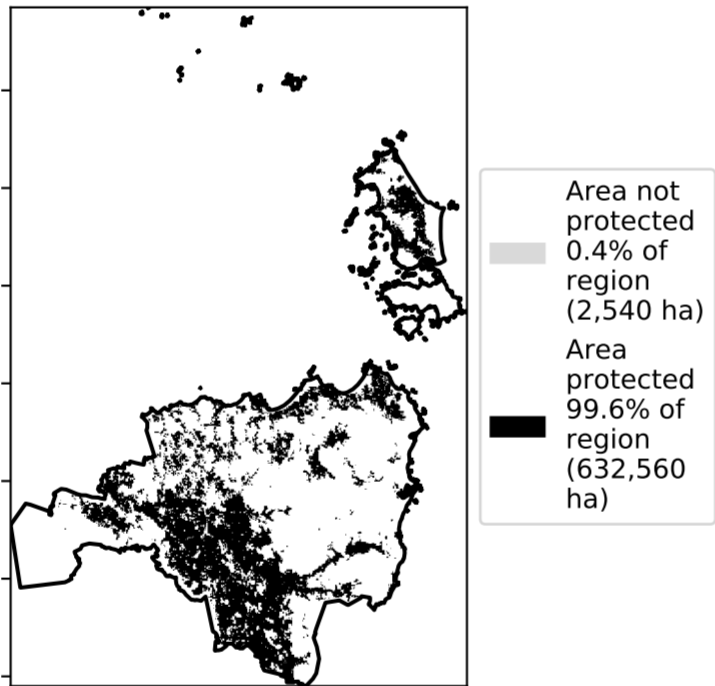 Area not
protected
0.4% of
region
(2,540 ha)
Area
protected
99.6% of
region
(632,560
ha)